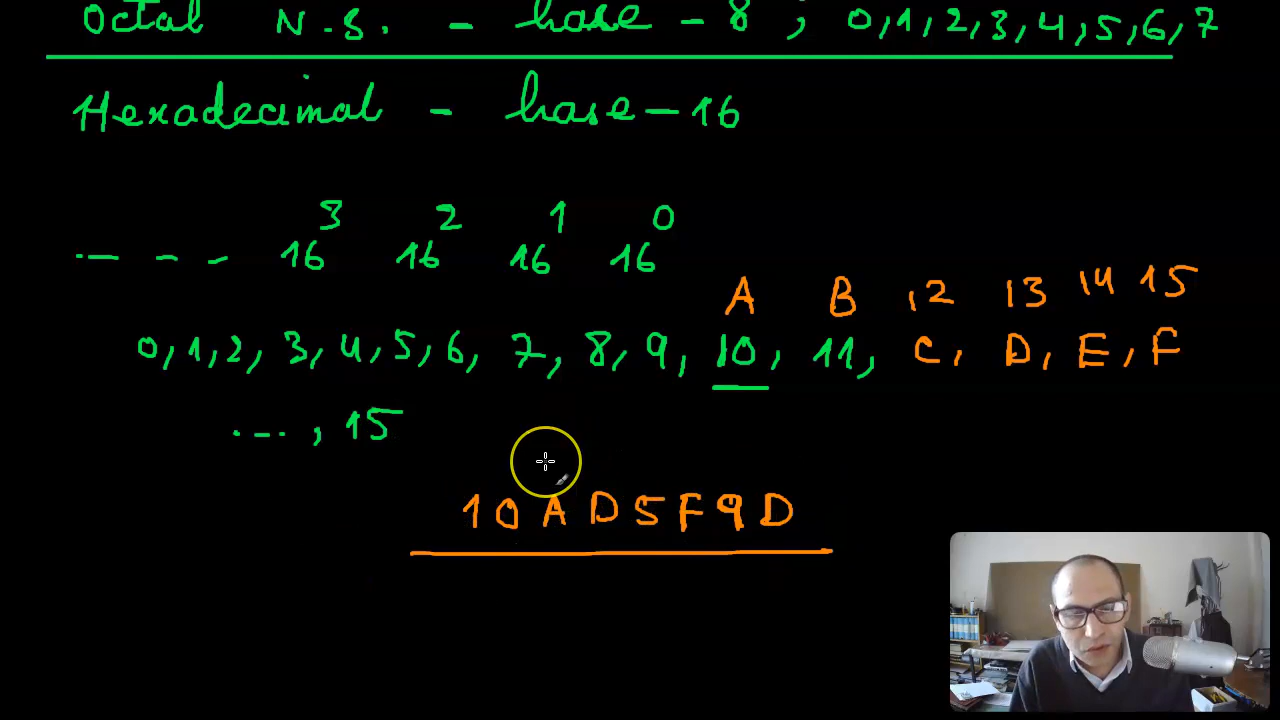 Octal N.S. - base - 8 ; 0,1,2,3,4,5,6,7
Hexadecimal - base - 16
3 2 1 0
--- - - 16 16 16 16
A B ,12 13 14 15
0,1,2,3,4,5,6,7,8,9,10,11,C,D,E,F
...,15
10AD5F9D